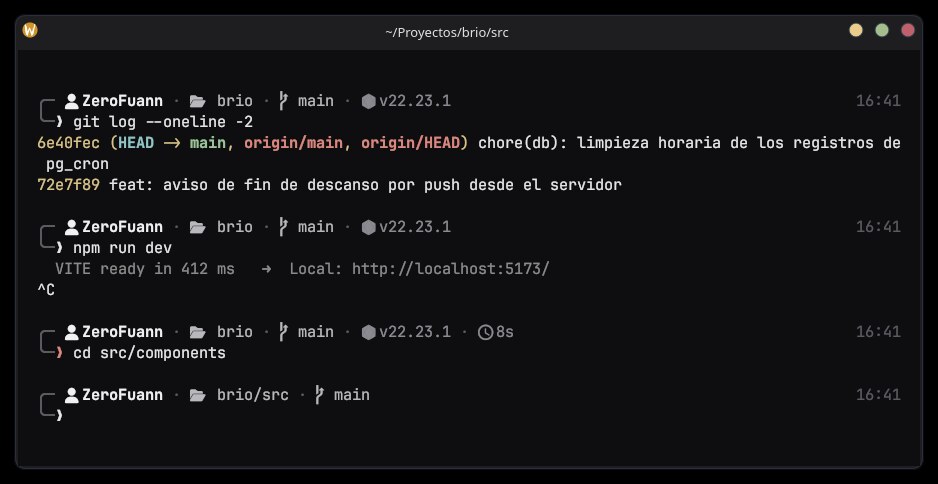 W
~/Proyectos/brio/src
ZeroFuann · brio · main · v22.23.1 16:41
❯ git log --oneline -2
6e40fec (HEAD -> main, origin/main, origin/HEAD) chore(db): limpieza horaria de los registros de
pg_cron
72e7f89 feat: aviso de fin de descanso por push desde el servidor
ZeroFuann · brio · main · v22.23.1 16:41
❯ npm run dev
VITE ready in 412 ms → Local: http://localhost:5173/
^C
ZeroFuann · brio · main · v22.23.1 · 8s 16:41
❯ cd src/components
ZeroFuann · brio/src · main 16:41
❯